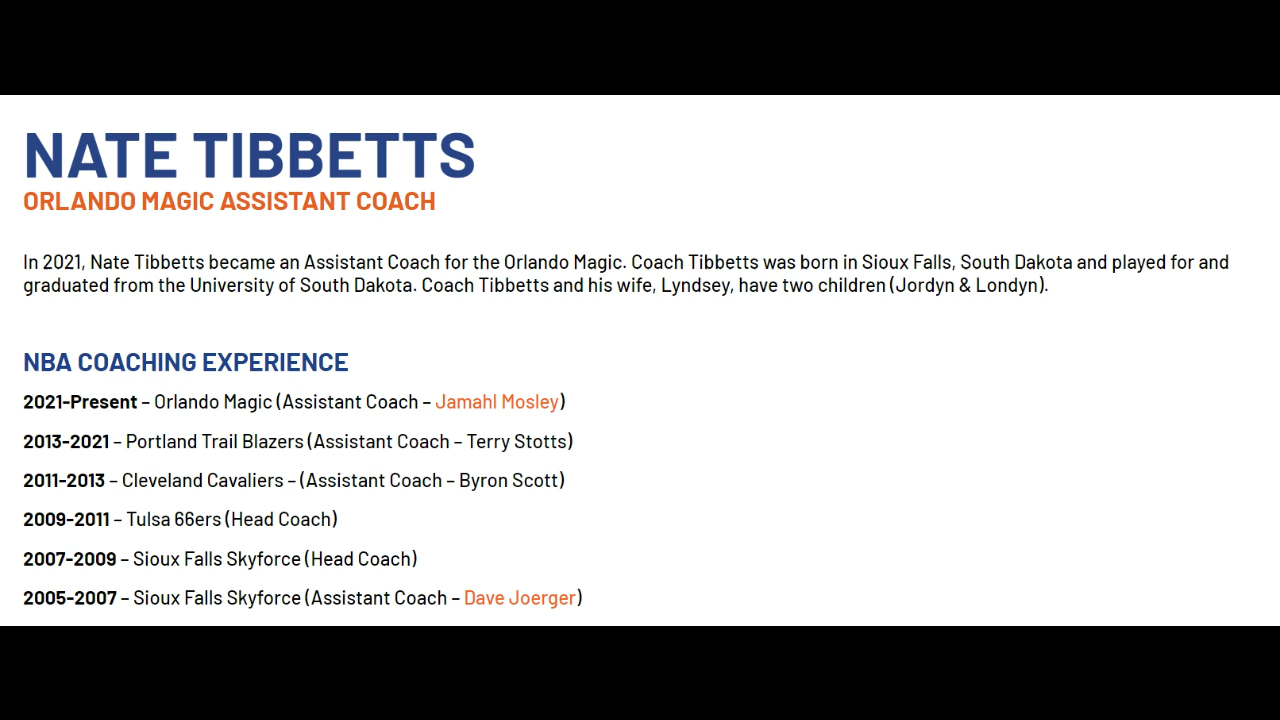 NATE TIBBETTS
ORLANDO MAGIC ASSISTANT COACH
In 2021, Nate Tibbetts became an Assistant Coach for the Orlando Magic. Coach Tibbetts was born in Sioux Falls, South Dakota and played for and
graduated from the University of South Dakota. Coach Tibbetts and his wife, Lyndsey, have two children (Jordyn & Londyn).
NBA COACHING EXPERIENCE
2021-Present – Orlando Magic (Assistant Coach – Jamahl Mosley)
2013-2021 – Portland Trail Blazers (Assistant Coach – Terry Stotts)
2011-2013 – Cleveland Cavaliers – (Assistant Coach – Byron Scott)
2009-2011 – Tulsa 66ers (Head Coach)
2007-2009 – Sioux Falls Skyforce (Head Coach)
2005-2007 – Sioux Falls Skyforce (Assistant Coach – Dave Joerger)